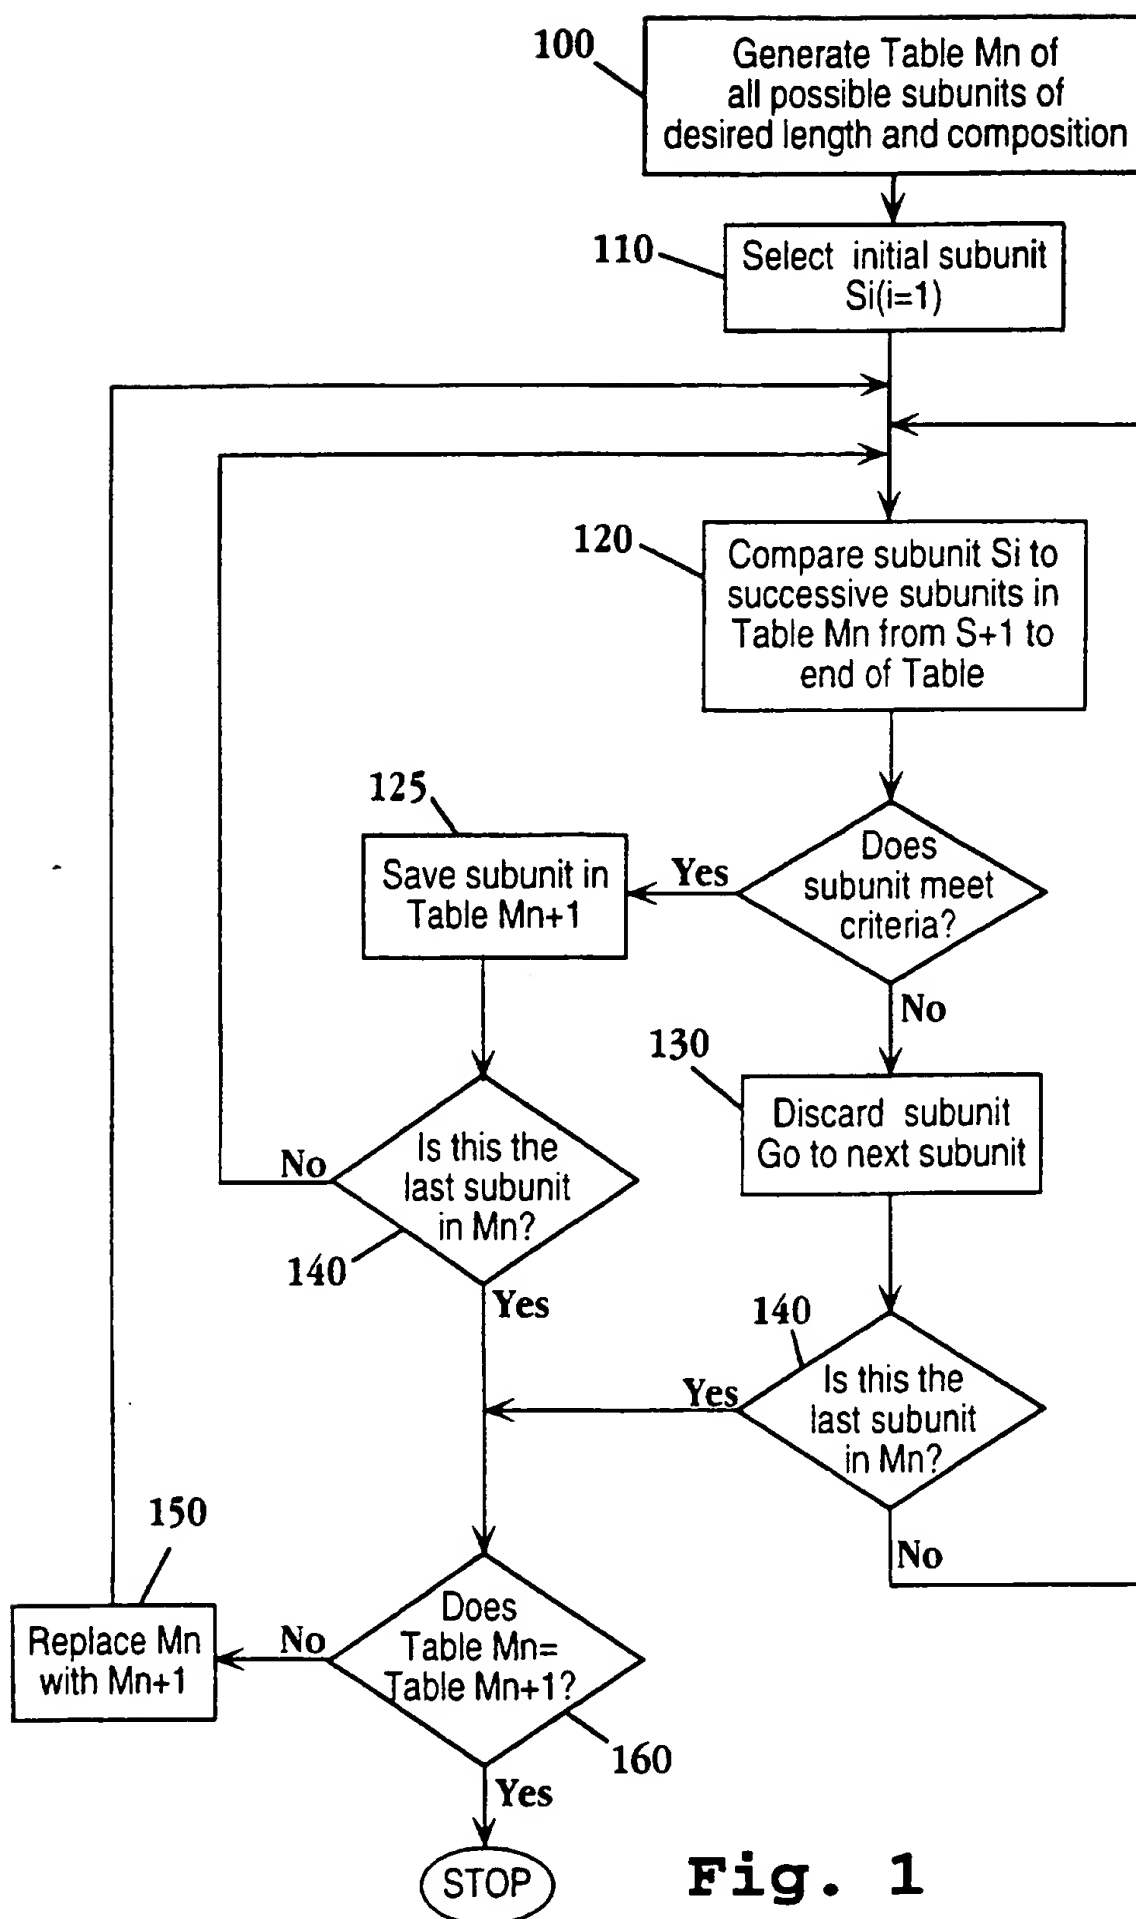 100
Generate Table Mn of
all possible subunits of
desired length and composition
110
Select initial subunit
Si(i=1)
120
Compare subunit Si to
successive subunits in
Table Mn from S+1 to
end of Table
125
Save subunit in
Table Mn+1
Yes
Does
subunit meet
criteria?
No
130
Discard subunit
Go to next subunit
No
Is this the
last subunit
in Mn?
140
Yes
140
Yes
Is this the
last subunit
in Mn?
No
150
Replace Mn
with Mn+1
No
Does
Table Mn=
Table Mn+1?
160
Yes
STOP
Fig. 1